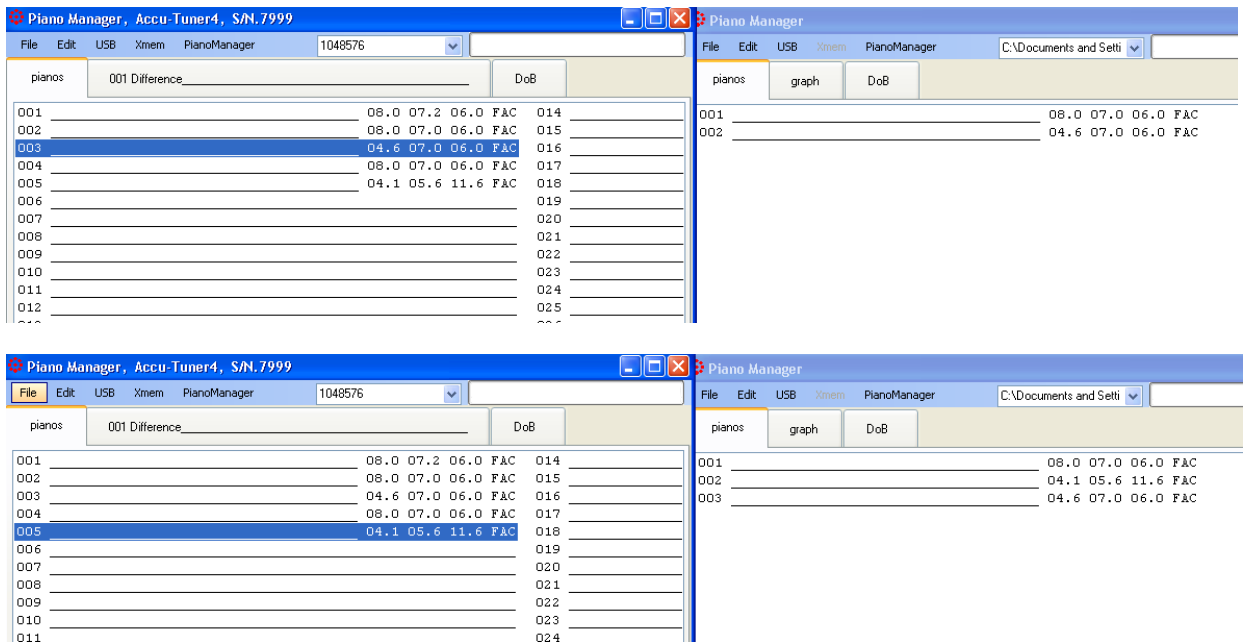 Piano Manager, Accu-Tuner4, S/N.7999
File Edit USB Xmem PianoManager 1048576
pianos 001 Difference DoB
001 08.0 07.2 06.0 FAC 014
002 08.0 07.0 06.0 FAC 015
003 04.6 07.0 06.0 FAC 016
004 08.0 07.0 06.0 FAC 017
005 04.1 05.6 11.6 FAC 018
006 019
007 020
008 021
009 022
010 023
011 024
012 025
Piano Manager
File Edit USB Xmem PianoManager C:\Documents and Setti
pianos graph DoB
001 08.0 07.0 06.0 FAC
002 04.6 07.0 06.0 FAC
Piano Manager, Accu-Tuner4, S/N.7999
File Edit USB Xmem PianoManager 1048576
pianos 001 Difference DoB
001 08.0 07.2 06.0 FAC 014
002 08.0 07.0 06.0 FAC 015
003 04.6 07.0 06.0 FAC 016
004 08.0 07.0 06.0 FAC 017
005 04.1 05.6 11.6 FAC 018
006 019
007 020
008 021
009 022
010 023
011 024
Piano Manager
File Edit USB Xmem PianoManager C:\Documents and Setti
pianos graph DoB
001 08.0 07.0 06.0 FAC
002 04.1 05.6 11.6 FAC
003 04.6 07.0 06.0 FAC